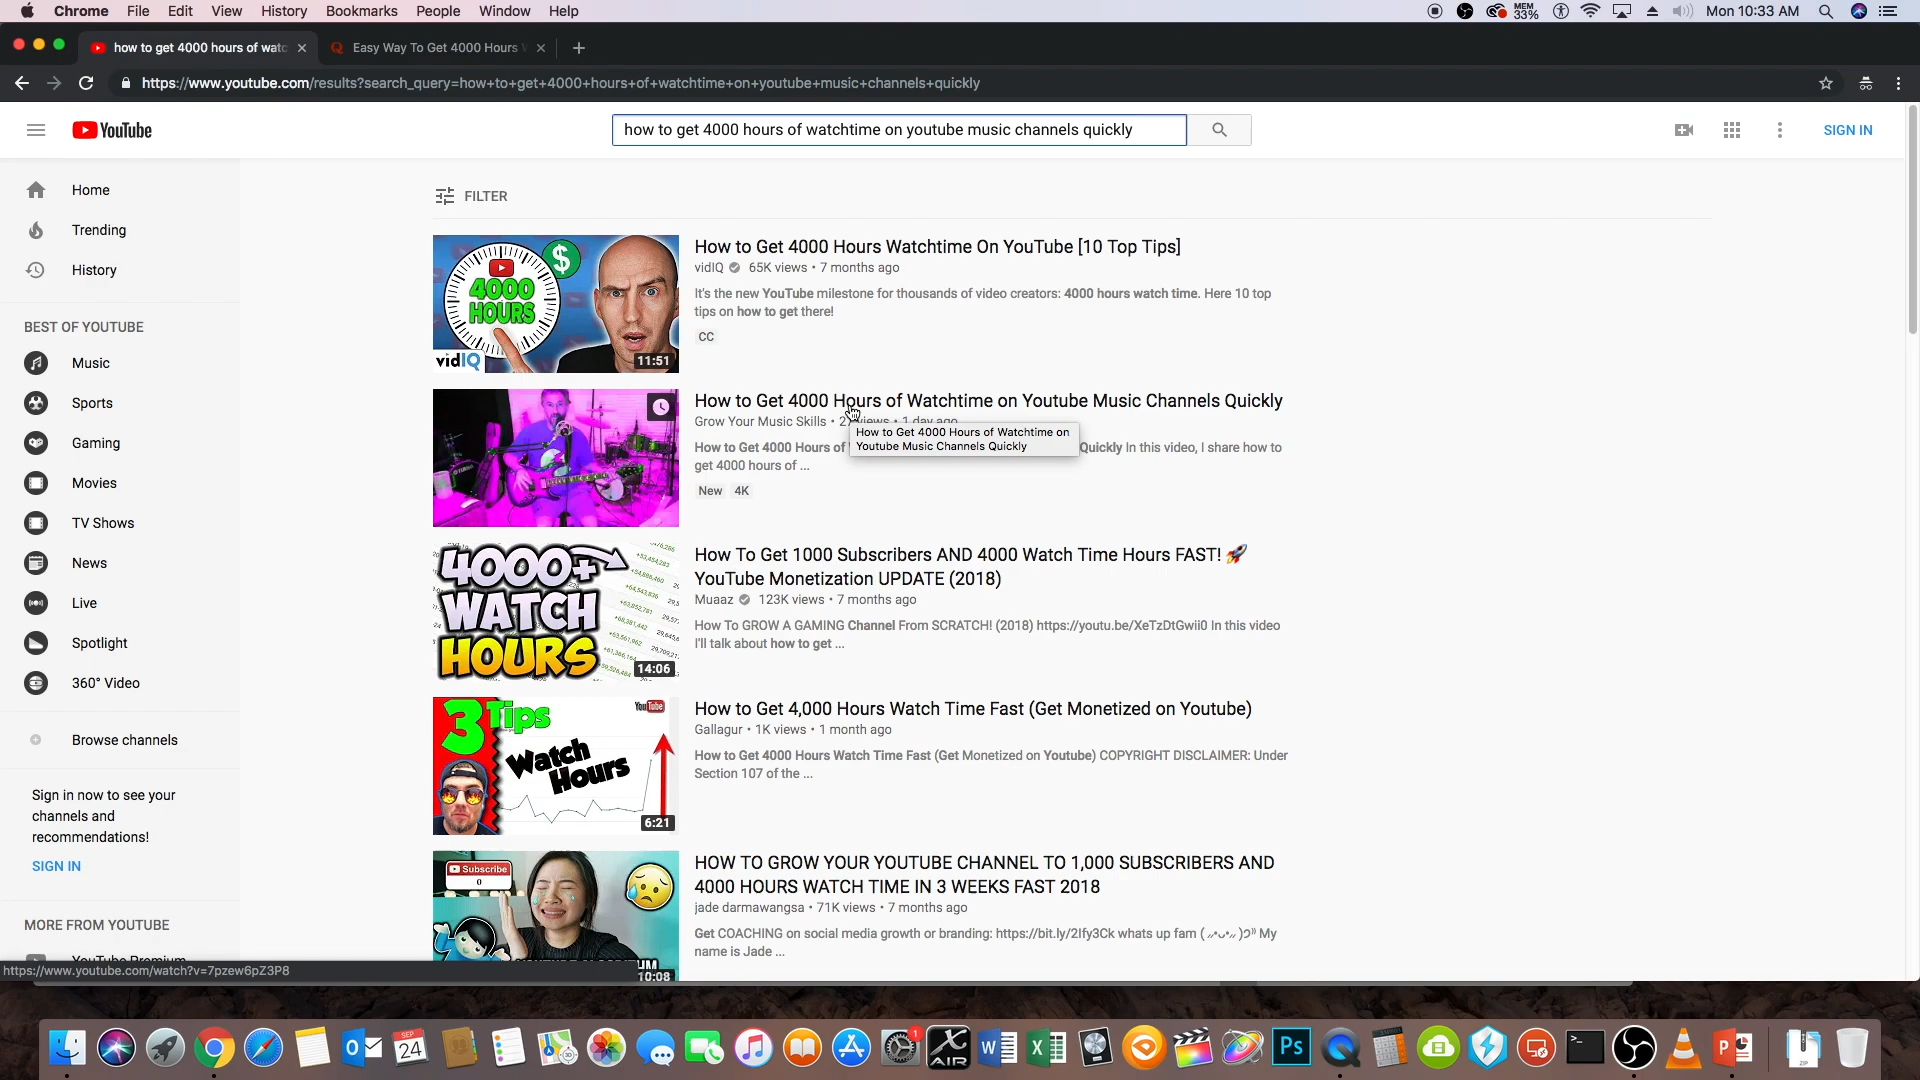 Chrome File Edit View History Bookmarks People Window Help
MEM 33% Mon 10:33 AM
how to get 4000 hours of watc
Easy Way To Get 4000 Hours
https://www.youtube.com/results?search_query=how+to+get+4000+hours+of+watchtime+on+youtube+music+channels+quickly
YouTube
how to get 4000 hours of watchtime on youtube music channels quickly
SIGN IN
Home
Trending
History
BEST OF YOUTUBE
Music
Sports
Gaming
Movies
TV Shows
News
Live
Spotlight
360° Video
Browse channels
Sign in now to see your
channels and
recommendations!
SIGN IN
MORE FROM YOUTUBE
YouTube Premium
https://www.youtube.com/watch?v=7pzew6pZ3P8
FILTER
4000
HOURS
vidIQ
11:51
How to Get 4000 Hours Watchtime On YouTube [10 Top Tips]
vidIQ 65K views • 7 months ago
It's the new YouTube milestone for thousands of video creators: 4000 hours watch time. Here 10 top
tips on how to get there!
CC
How to Get 4000 Hours of Watchtime on Youtube Music Channels Quickly
Grow Your Music Skills • views • 1 day ago
How to Get 4000 Hours of Quickly In this video, I share how to
get 4000 hours of ...
How to Get 4000 Hours of Watchtime on
Youtube Music Channels Quickly
New 4K
4000+
WATCH
HOURS
14:06
How To Get 1000 Subscribers AND 4000 Watch Time Hours FAST! 🚀
YouTube Monetization UPDATE (2018)
Muaaz 123K views • 7 months ago
How To GROW A GAMING Channel From SCRATCH! (2018) https://youtu.be/XeTzDtGwii0 In this video
I'll talk about how to get ...
3 Tips
YouTube
Watch
Hours
6:21
How to Get 4,000 Hours Watch Time Fast (Get Monetized on Youtube)
Gallagur • 1K views • 1 month ago
How to Get 4000 Hours Watch Time Fast (Get Monetized on Youtube) COPYRIGHT DISCLAIMER: Under
Section 107 of the ...
Subscribe
0
10:08
HOW TO GROW YOUR YOUTUBE CHANNEL TO 1,000 SUBSCRIBERS AND
4000 HOURS WATCH TIME IN 3 WEEKS FAST 2018
jade darmawangsa • 71K views • 7 months ago
Get COACHING on social media growth or branding: https://bit.ly/2Ify3Ck whats up fam My
name is Jade ...
SEP
24
1
AIR
Ps
ZIP